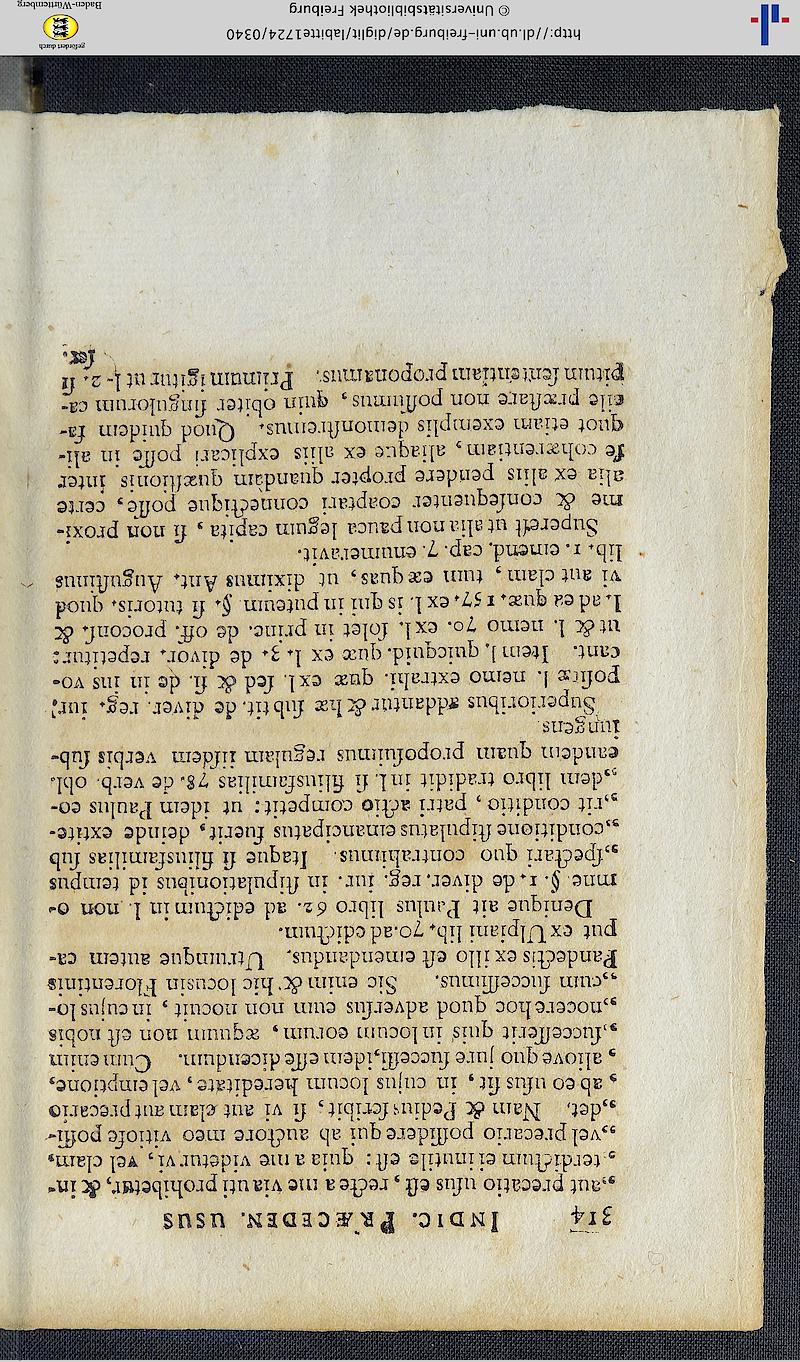 314 INDIC. PRÆCEDEN. USUS
„aut precatio usus est, recte a me via uti prohibetur, & in-
„terdictum ei inutile est: quia a me videtur vi, vel clam,
„vel precario possidere qui ab auctore meo vitiose possi-
„det. Nam & Pedius scribit, si vi aut clam aut precario
„ab eo usus sit, in cujus locum hereditate, vel emptione,
„aliove quo jure successi, idem esse dicendum. Cum enim
„successerit quis in locum eorum, æquum non est nobis
„nocere hoc quod adversus eum non nocuit, in cujus lo-
„cum successimus. Sic enim & hic locus in Florentinis
Pandectis ex illo est emendandus. Utrumque autem ca-
put ex Ulpiani lib. 70. ad edictum.
Denique ait Paulus libro 62. ad edictum in l. non o-
mne §. 1. de diver. reg. iur. in stipulationibus id tempus
„spectari quo contrahimus. Itaque si filiusfamilias sub
„conditione stipulatus emancipatus fuerit, deinde extite-
„rit conditio, patri actio competit: ut idem Paulus eo-
„dem libro tradidit in l. si filiusfamilias 78. de verb. obl.
eandem quam proposuimus regulam iisdem verbis sub-
iungens.
Superioribus addantur & hæ sub tit. de diver. reg. iur.
positæ l. nemo extrahi. quæ ex l. sed & si. de in ius vo-
cant. Item l. quicquid. quæ ex l. 3. de divor. repetitur:
ut & l. nemo 70. ex l. solet in princ. de off. proconf. &
l. ad ea quæ. 157. ex l. is qui in puteum. §. si tutoris. quod
vi aut clam, tum eæ quas, ut diximus Ant. Augustinus
lib. 1. emend. cap. 7. enumeravit.
Superest ut alia non pauca legum capita, si non proxi-
me & consequenter coaptari connectique posse, certe
alia ex aliis pendere propter quandam quæstionis inter
se cohærentiam, aliaque ex aliis explicari posse in ali-
quot etiam exemplis demonstremus. Quod quidem fa-
cile præstare non possumus, quin obiter singulorum ca-
pitum sententiam proponamus. Primum igitur ut l. 2. si
ser.
http://dl.ub.uni-freiburg.de/diglit/labitte1724/0340
© Universitätsbibliothek Freiburg
gefördert durch
Baden-Württemberg